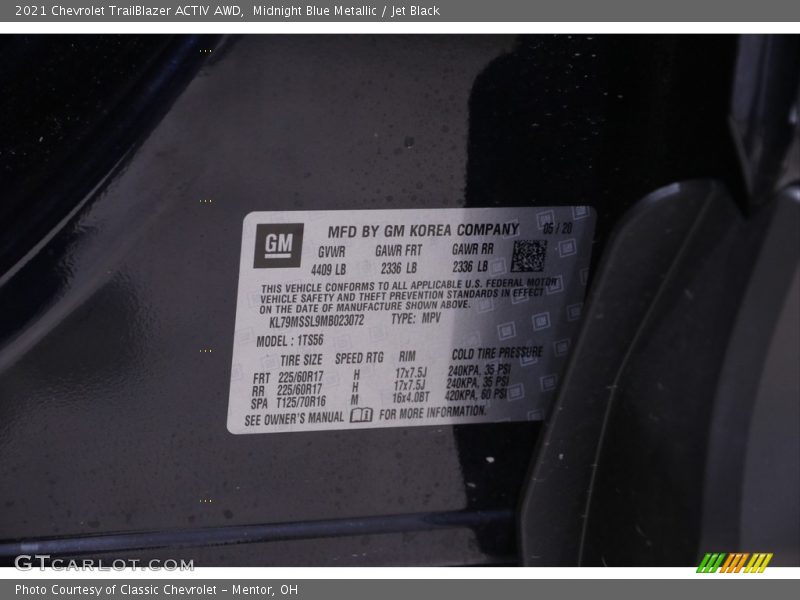 2021 Chevrolet TrailBlazer ACTIV AWD,  Midnight Blue Metallic / Jet Black
GM
MFD BY GM KOREA COMPANY 05 / 20
GVWR GAWR FRT GAWR RR
4409 LB 2336 LB 2336 LB
THIS VEHICLE CONFORMS TO ALL APPLICABLE U.S. FEDERAL MOTOR
VEHICLE SAFETY AND THEFT PREVENTION STANDARDS IN EFFECT
ON THE DATE OF MANUFACTURE SHOWN ABOVE.
KL79MSSL9MB023072 TYPE: MPV
MODEL : 1TS56
TIRE SIZE SPEED RTG RIM COLD TIRE PRESSURE
FRT 225/60R17 H 17x7.5J 240KPA, 35 PSI
RR 225/60R17 H 17x7.5J 240KPA, 35 PSI
SPA T125/70R16 M 16x4.0BT 420KPA, 60 PSI
SEE OWNER'S MANUAL FOR MORE INFORMATION.
GTCARLOT.COM
Photo Courtesy of Classic Chevrolet - Mentor, OH